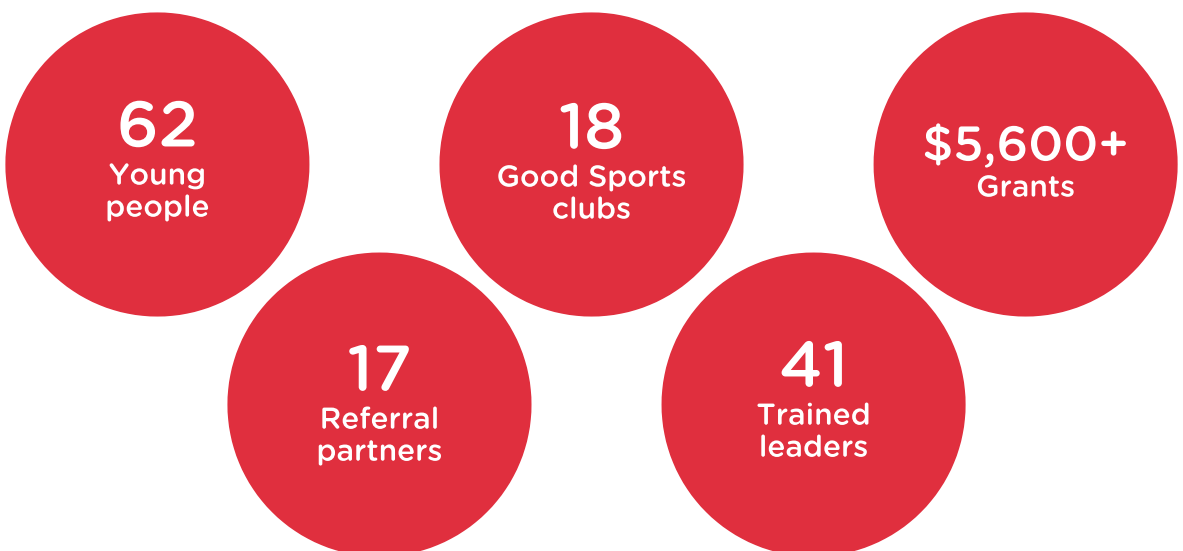 62
Young
people
18
Good Sports
clubs
$5,600+
Grants
17
Referral
partners
41
Trained
leaders